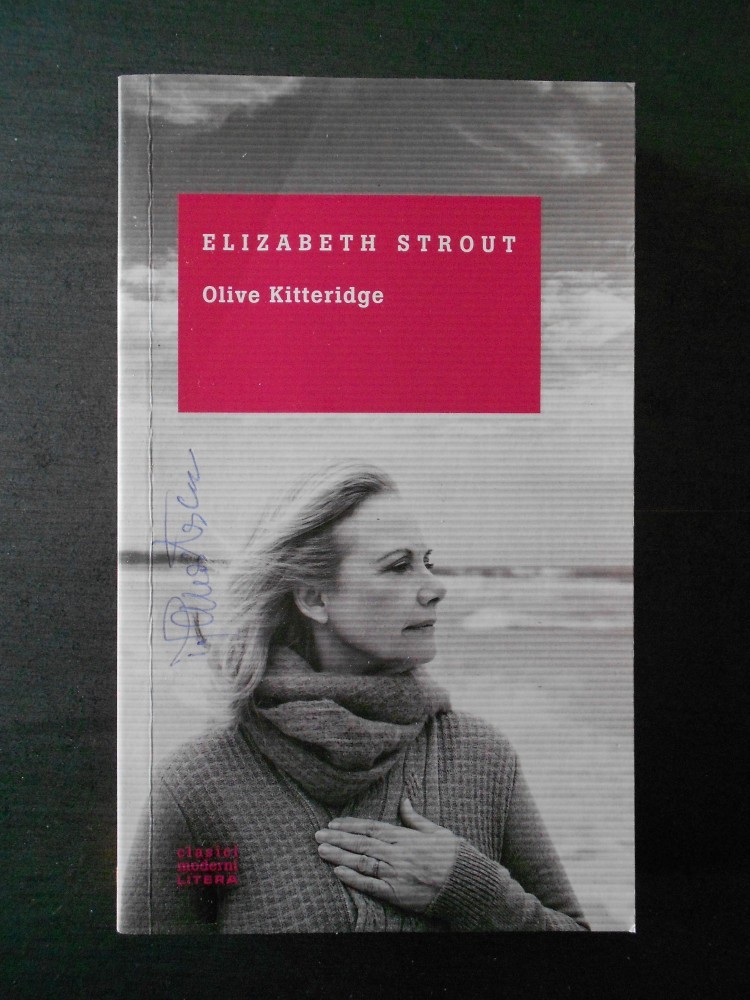 ELIZABETH STROUT
Olive Kitteridge
clasici
moderni
LITERA